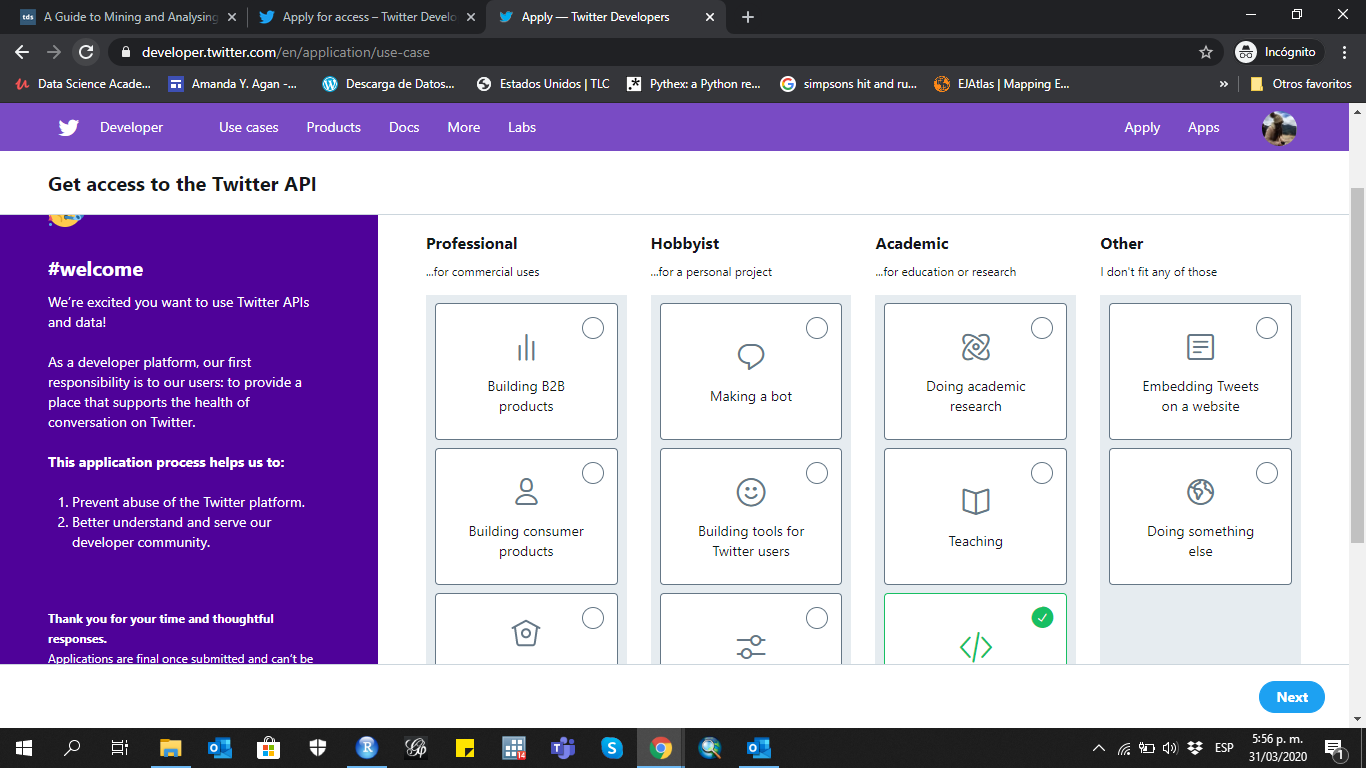 A Guide to Mining and Analysing
Apply for access – Twitter Develo
Apply — Twitter Developers
developer.twitter.com/en/application/use-case
Incógnito
Data Science Acade...
Amanda Y. Agan -...
Descarga de Datos...
Estados Unidos | TLC
Pythex: a Python re...
simpsons hit and ru...
EJAtlas | Mapping E...
»
Otros favoritos
Developer
Use cases
Products
Docs
More
Labs
Apply
Apps
Get access to the Twitter API
#welcome
We're excited you want to use Twitter APIs
and data!
As a developer platform, our first
responsibility is to our users: to provide a
place that supports the health of
conversation on Twitter.
This application process helps us to:
1. Prevent abuse of the Twitter platform.
2. Better understand and serve our
developer community.
Thank you for your time and thoughtful
responses.
Applications are final once submitted and can't be
Professional
...for commercial uses
Building B2B
products
Building consumer
products
Hobbyist
...for a personal project
Making a bot
Building tools for
Twitter users
Academic
...for education or research
Doing academic
research
Teaching
Other
I don't fit any of those
Embedding Tweets
on a website
Doing something
else
Next
ESP
5:56 p. m.
31/03/2020
1